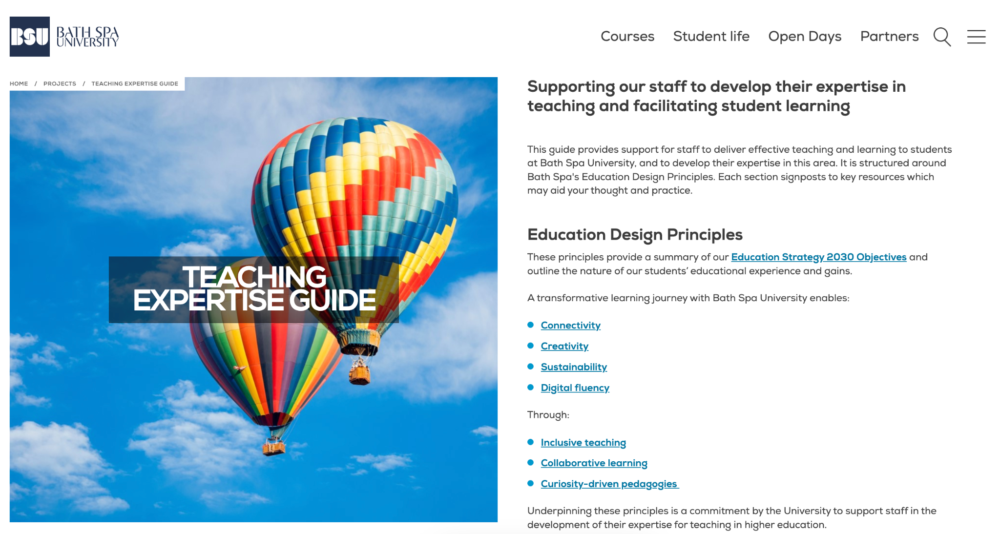 BSU
BATH SPA
UNIVERSITY
Courses
Student life
Open Days
Partners
HOME / PROJECTS / TEACHING EXPERTISE GUIDE
TEACHING
EXPERTISE GUIDE
Supporting our staff to develop their expertise in
teaching and facilitating student learning
This guide provides support for staff to deliver effective teaching and learning to students
at Bath Spa University, and to develop their expertise in this area. It is structured around
Bath Spa's Education Design Principles. Each section signposts to key resources which
may aid your thought and practice.
Education Design Principles
These principles provide a summary of our Education Strategy 2030 Objectives and
outline the nature of our students’ educational experience and gains.
A transformative learning journey with Bath Spa University enables:
Connectivity
Creativity
Sustainability
Digital fluency
Through:
Inclusive teaching
Collaborative learning
Curiosity-driven pedagogies
Underpinning these principles is a commitment by the University to support staff in the
development of their expertise for teaching in higher education.